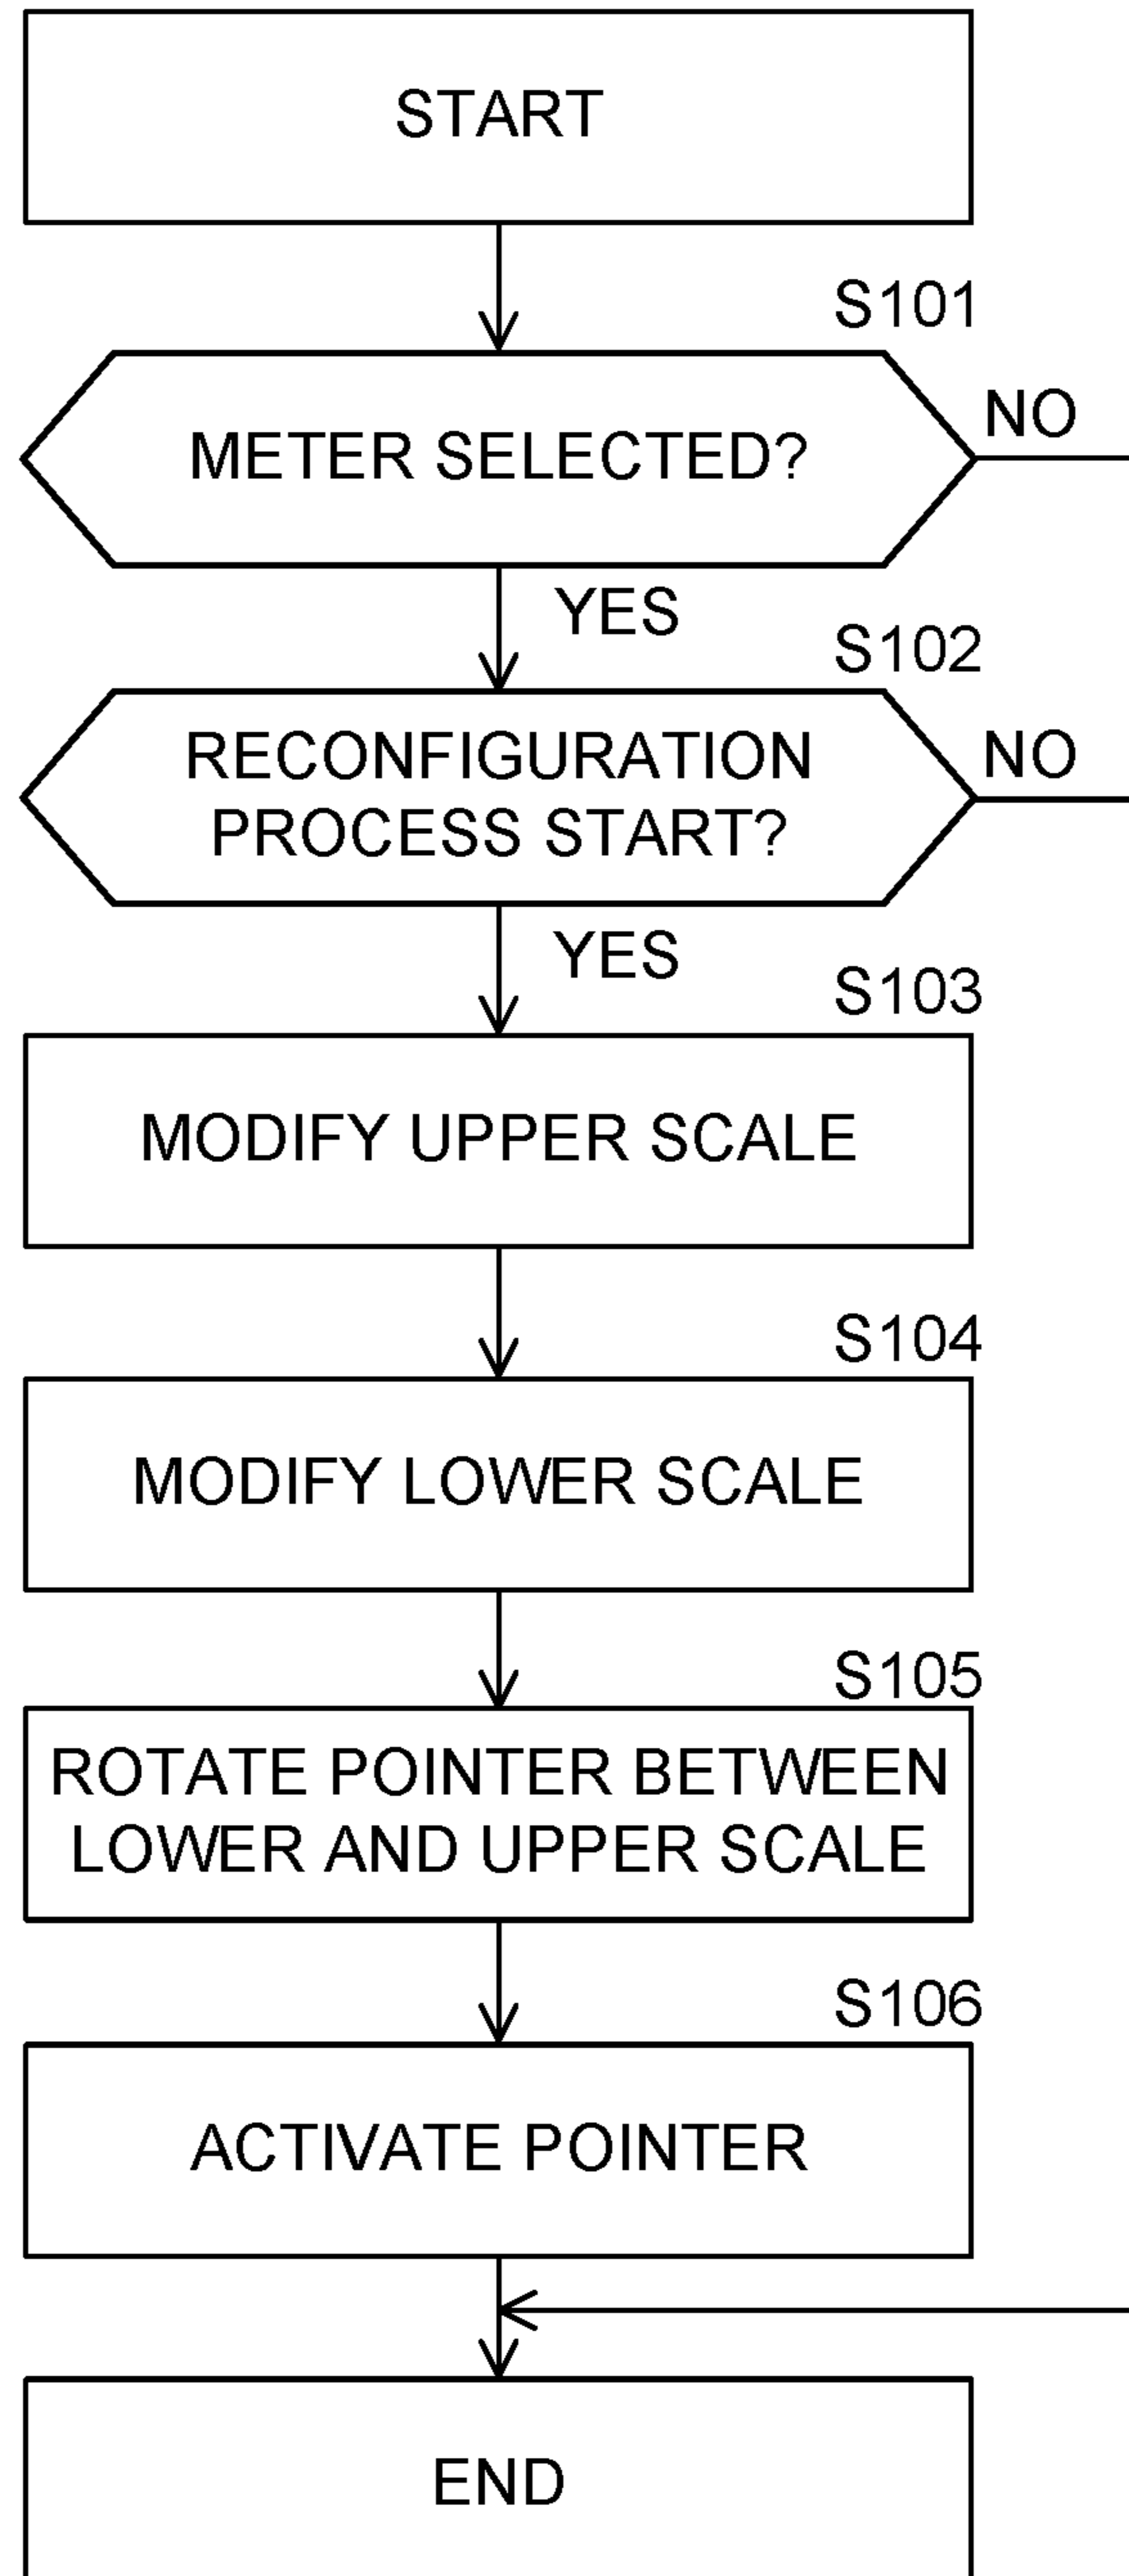 START
S101
METER SELECTED?
NO
YES
S102
RECONFIGURATION
PROCESS START?
NO
YES
S103
MODIFY UPPER SCALE
S104
MODIFY LOWER SCALE
S105
ROTATE POINTER BETWEEN
LOWER AND UPPER SCALE
S106
ACTIVATE POINTER
END